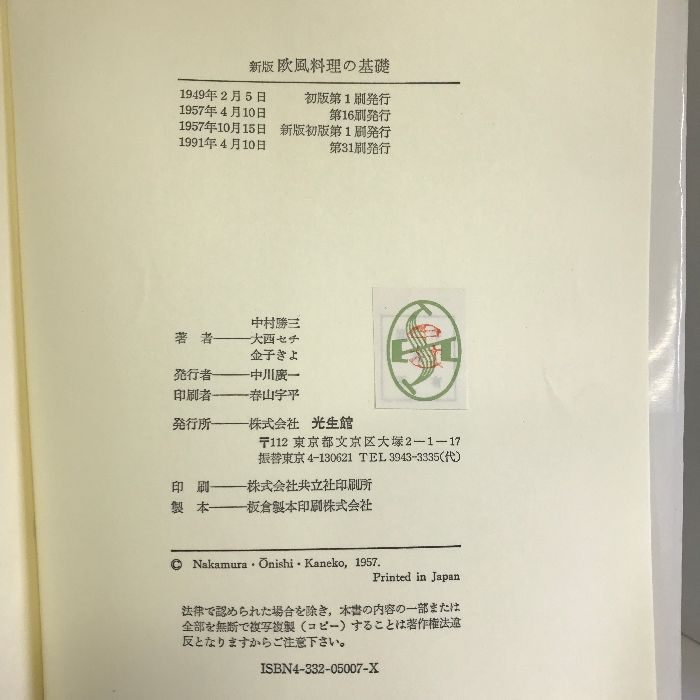 新版 欧風料理の基礎
1949年2月5日 初版第1刷発行
1957年4月10日 第16刷発行
1957年10月15日 新版初版第1刷発行
1991年4月10日 第31刷発行
中村勝三
著者――大西セチ
金子きよ
発行者――中川廣一
印刷者――春山宇平
発行所――株式会社 光生館
〒112 東京都文京区大塚2−1−17
振替東京4-130621 TEL 3943-3335(代)
印刷――株式会社共立社印刷所
製本――板倉製本印刷株式会社
© Nakamura・Ōnishi・Kaneko, 1957.
Printed in Japan
法律で認められた場合を除き，本書の内容の一部または
全部を無断で複写複製（コピー）することは著作権法違
反となりますからご注意下さい。
ISBN4-332-05007-X